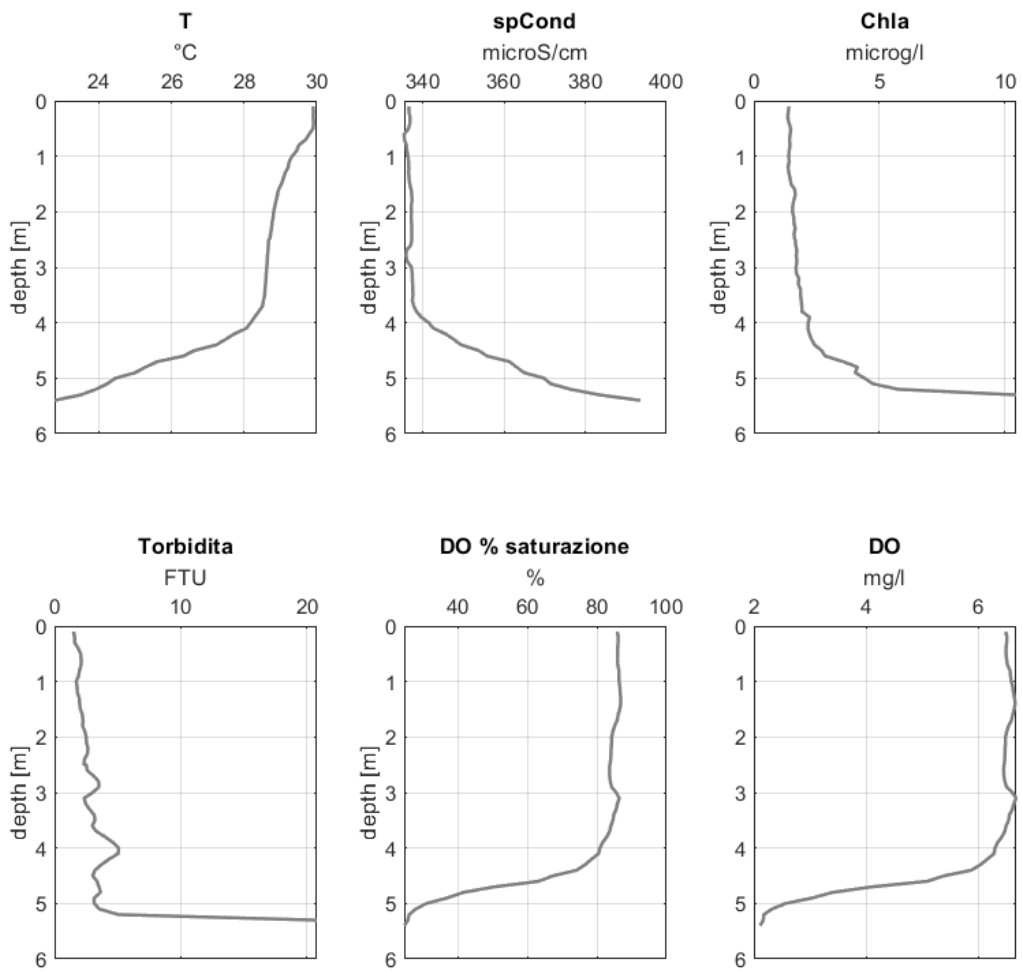 T
°C
24 26 28 30
0
1
2
3
4
5
6
depth [m]
spCond
microS/cm
340 360 380 400
0
1
2
3
4
5
6
depth [m]
Chla
microg/l
0 5 10
0
1
2
3
4
5
6
depth [m]
Torbidita
FTU
0 10 20
0
1
2
3
4
5
6
depth [m]
DO % saturazione
%
40 60 80 100
0
1
2
3
4
5
6
depth [m]
DO
mg/l
2 4 6
0
1
2
3
4
5
6
depth [m]